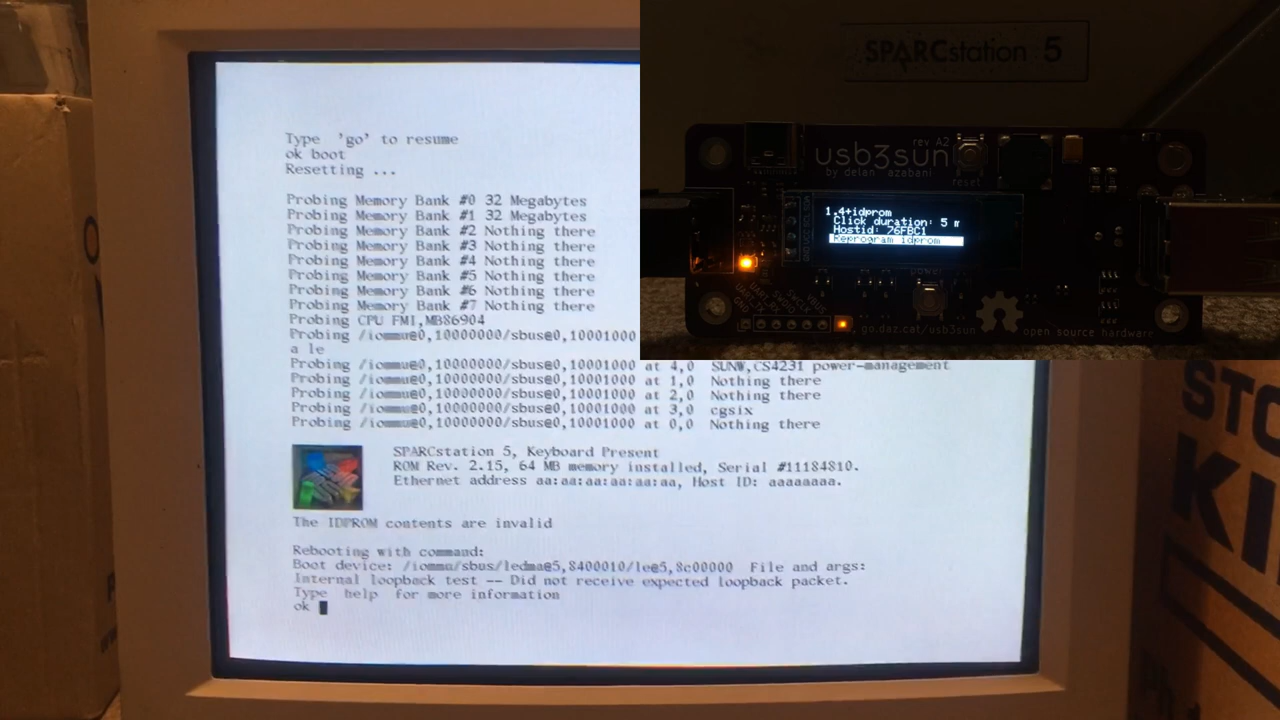 Type 'go' to resume
ok boot
Resetting ...
Probing Memory Bank #0 32 Megabytes
Probing Memory Bank #1 32 Megabytes
Probing Memory Bank #2 Nothing there
Probing Memory Bank #3 Nothing there
Probing Memory Bank #4 Nothing there
Probing Memory Bank #5 Nothing there
Probing Memory Bank #6 Nothing there
Probing Memory Bank #7 Nothing there
Probing CPU FMI,MB86904
Probing /iommu@0,10000000/sbus@0,10001000
a le
Probing /iommu@0,10000000/sbus@0,10001000 at 4,0 SUNW,CS4231 power-management
Probing /iommu@0,10000000/sbus@0,10001000 at 1,0 Nothing there
Probing /iommu@0,10000000/sbus@0,10001000 at 2,0 Nothing there
Probing /iommu@0,10000000/sbus@0,10001000 at 3,0 cgsix
Probing /iommu@0,10000000/sbus@0,10001000 at 0,0 Nothing there
SPARCstation 5, Keyboard Present
ROM Rev. 2.15, 64 MB memory installed, Serial #11184810.
Ethernet address aa:aa:aa:aa:aa:aa, Host ID: aaaaaaaa.
The IDPROM contents are invalid
Rebooting with command:
Boot device: /iommu/sbus/ledma@5,8400010/le@5,8c00000 File and args:
Internal loopback test -- Did not receive expected loopback packet.
Type help for more information
ok
SPARCstation 5
rev A2
usb3sun
by delan azabani
reset
1.4+idprom
Click duration: 5 m
Hostid: 76FBC1
Reprogram idprom
power
go.daz.cat/usb3sun
open source hardware
STO
KI